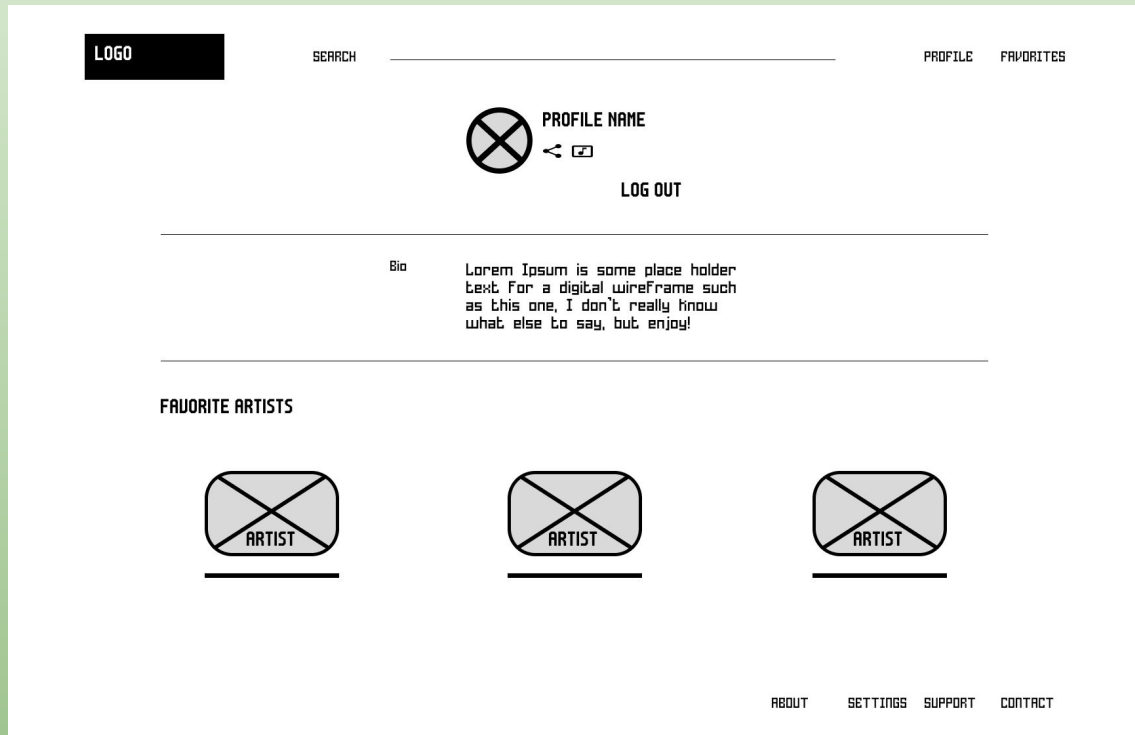 LOGO
SEARCH
PROFILE
FAVORITES
PROFILE NAME
LOG OUT
Bio
Lorem Ipsum is some place holder
text for a digital wireframe such
as this one, I don't really know
what else to say, but enjoy!
FAVORITE ARTISTS
ARTIST
ARTIST
ARTIST
ABOUT
SETTINGS
SUPPORT
CONTACT